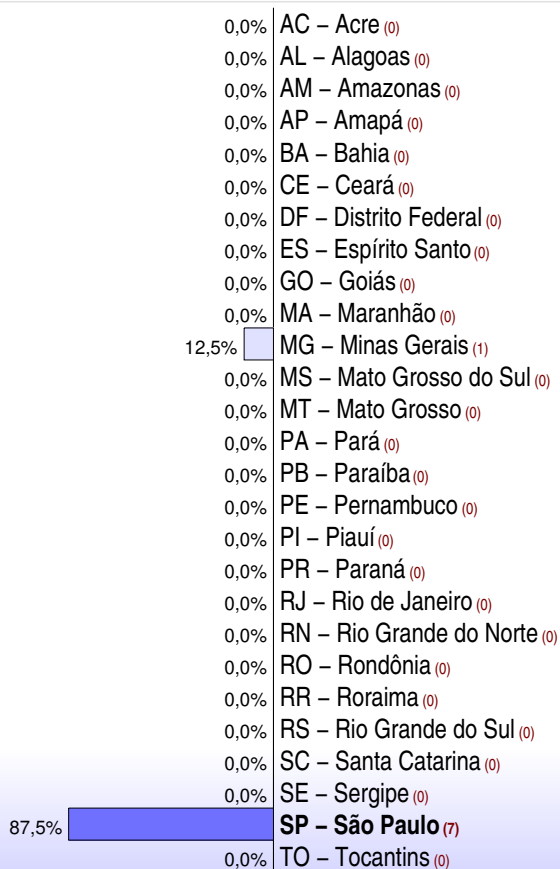 0,0% AC – Acre (0)
0,0% AL – Alagoas (0)
0,0% AM – Amazonas (0)
0,0% AP – Amapá (0)
0,0% BA – Bahia (0)
0,0% CE – Ceará (0)
0,0% DF – Distrito Federal (0)
0,0% ES – Espírito Santo (0)
0,0% GO – Goiás (0)
0,0% MA – Maranhão (0)
12,5% MG – Minas Gerais (1)
0,0% MS – Mato Grosso do Sul (0)
0,0% MT – Mato Grosso (0)
0,0% PA – Pará (0)
0,0% PB – Paraíba (0)
0,0% PE – Pernambuco (0)
0,0% PI – Piauí (0)
0,0% PR – Paraná (0)
0,0% RJ – Rio de Janeiro (0)
0,0% RN – Rio Grande do Norte (0)
0,0% RO – Rondônia (0)
0,0% RR – Roraima (0)
0,0% RS – Rio Grande do Sul (0)
0,0% SC – Santa Catarina (0)
0,0% SE – Sergipe (0)
87,5% SP – São Paulo (7)
0,0% TO – Tocantins (0)